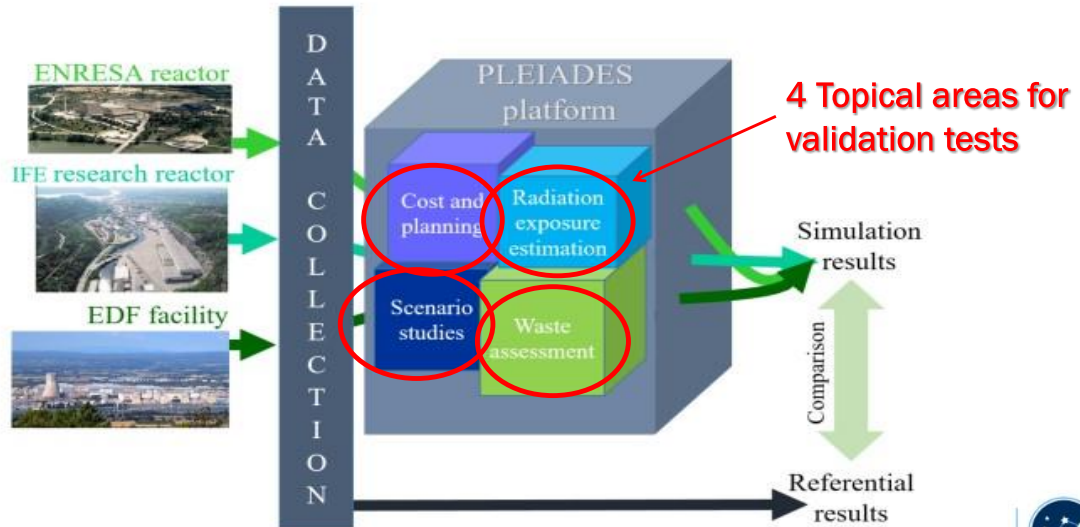 ENRESA reactor
IFE research reactor
EDF facility
DATA COLLECTION
PLEIADES
platform
Cost and
planning
Radiation
exposure
estimation
Scenario
studies
Waste
assessment
4 Topical areas for
validation tests
Simulation
results
Comparison
Referential
results